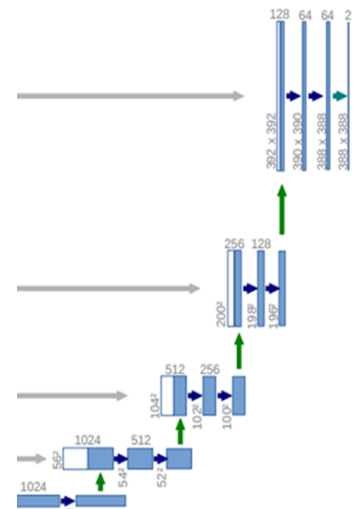 128 64 64 2
392 x 392
390 x 390
388 x 388
388 x 388
256 128
200²
198²
196²
512 256
104²
102²
100²
1024 512
56²
54²
52²
1024